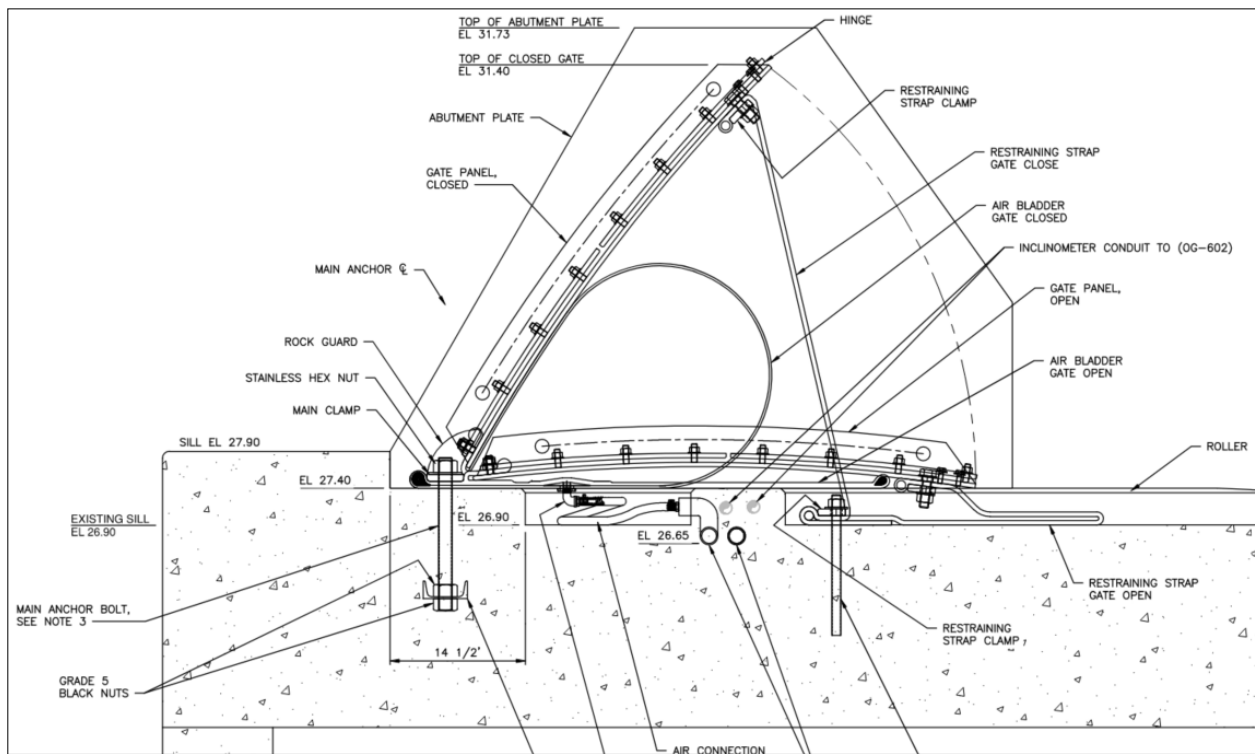 TOP OF ABUTMENT PLATE
EL 31.73
TOP OF CLOSED GATE
EL 31.40
ABUTMENT PLATE
GATE PANEL,
CLOSED
MAIN ANCHOR ℄
ROCK GUARD
STAINLESS HEX NUT
MAIN CLAMP
SILL EL 27.90
EL 27.40
EXISTING SILL
EL 26.90
EL 26.90
EL 26.65
MAIN ANCHOR BOLT,
SEE NOTE 3
14 1/2'
GRADE 5
BLACK NUTS
AIR CONNECTION
HINGE
RESTRAINING
STRAP CLAMP
RESTRAINING STRAP
GATE CLOSE
AIR BLADDER
GATE CLOSED
INCLINOMETER CONDUIT TO (OG-602)
GATE PANEL,
OPEN
AIR BLADDER
GATE OPEN
ROLLER
RESTRAINING STRAP
GATE OPEN
RESTRAINING
STRAP CLAMP